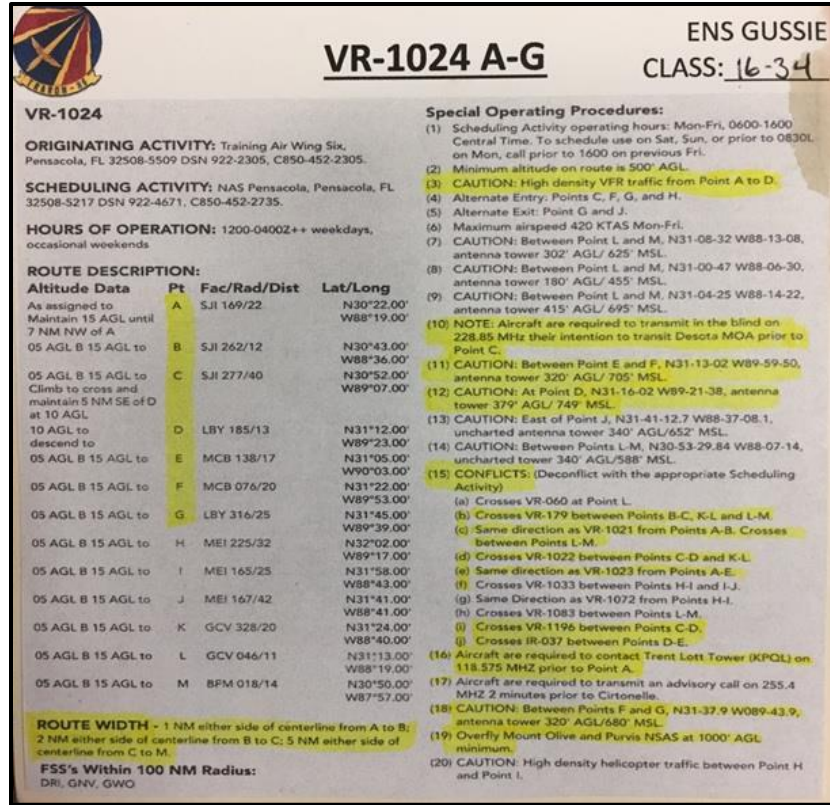 ENS GUSSIE
VR-1024 A-G
CLASS: 16-34
VR-1024
ORIGINATING ACTIVITY: Training Air Wing Six,
Pensacola, FL 32508-5509 DSN 922-2305, C850-452-2305.
SCHEDULING ACTIVITY: NAS Pensacola, Pensacola, FL
32508-5217 DSN 922-4671, C850-452-2735.
HOURS OF OPERATION: 1200-0400Z++ weekdays,
occasional weekends
ROUTE DESCRIPTION:
Altitude Data Pt Fac/Rad/Dist Lat/Long
As assigned to A SJI 169/22 N30°22.00'
Maintain 15 AGL until W88°19.00'
7 NM NW of A
05 AGL B 15 AGL to B SJI 262/12 N30°43.00'
W88°36.00'
05 AGL B 15 AGL to C SJI 277/40 N30°52.00'
Climb to cross and W89°07.00'
maintain 5 NM SE of D
at 10 AGL
10 AGL to D LBY 185/13 N31°12.00'
descend to W89°23.00'
05 AGL B 15 AGL to E MCB 138/17 N31°05.00'
W90°03.00'
05 AGL B 15 AGL to F MCB 076/20 N31°22.00'
W89°53.00'
05 AGL B 15 AGL to G LBY 316/25 N31°45.00'
W89°39.00'
05 AGL B 15 AGL to H MEI 225/32 N32°02.00'
W89°17.00'
05 AGL B 15 AGL to I MEI 165/25 N31°58.00'
W88°43.00'
05 AGL B 15 AGL to J MEI 167/42 N31°41.00'
W88°41.00'
05 AGL B 15 AGL to K GCV 328/20 N31°24.00'
W88°40.00'
05 AGL B 15 AGL to L GCV 046/11 N31°13.00'
W88°19.00'
05 AGL B 15 AGL to M BFM 018/14 N30°50.00'
W87°57.00'
ROUTE WIDTH - 1 NM either side of centerline from A to B;
2 NM either side of centerline from B to C; 5 NM either side of
centerline from C to M.
FSS's Within 100 NM Radius:
DRI, GNV, GWO
Special Operating Procedures:
(1) Scheduling Activity operating hours: Mon-Fri, 0600-1600
Central Time. To schedule use on Sat, Sun, or prior to 0830L
on Mon, call prior to 1600 on previous Fri.
(2) Minimum altitude on route is 500' AGL.
(3) CAUTION: High density VFR traffic from Point A to D.
(4) Alternate Entry: Points C, F, G, and H.
(5) Alternate Exit: Point G and J.
(6) Maximum airspeed 420 KTAS Mon-Fri.
(7) CAUTION: Between Point L and M, N31-08-32 W88-13-08,
antenna tower 302' AGL/ 625' MSL.
(8) CAUTION: Between Point L and M, N31-00-47 W88-06-30,
antenna tower 180' AGL/ 455' MSL.
(9) CAUTION: Between Point L and M, N31-04-25 W88-14-22,
antenna tower 415' AGL/ 695' MSL.
(10) NOTE: Aircraft are required to transmit in the blind on
228.85 MHz their intention to transit Desota MOA prior to
Point C.
(11) CAUTION: Between Point E and F, N31-13-02 W89-59-50,
antenna tower 320' AGL/ 705' MSL.
(12) CAUTION: At Point D, N31-16-02 W89-21-38, antenna
tower 379' AGL/ 749' MSL.
(13) CAUTION: East of Point J, N31-41-12.7 W88-37-08.1,
uncharted antenna tower 340' AGL/652' MSL.
(14) CAUTION: Between Points L-M, N30-53-29.84 W88-07-14,
uncharted tower 340' AGL/588' MSL.
(15) CONFLICTS: (Deconflict with the appropriate Scheduling
Activity)
(a) Crosses VR-060 at Point L.
(b) Crosses VR-179 between Points B-C, K-L and L-M.
(c) Same direction as VR-1021 from Points A-B. Crosses
between Points L-M.
(d) Crosses VR-1022 between Points C-D and K-L.
(e) Same direction as VR-1023 from Points A-E.
(f) Crosses VR-1033 between Points H-I and I-J.
(g) Same Direction as VR-1072 from Points H-I.
(h) Crosses VR-1083 between Points L-M.
(i) Crosses VR-1196 between Points C-D.
(j) Crosses IR-037 between Points D-E.
(16) Aircraft are required to contact Trent Lott Tower (KPQL) on
118.575 MHZ prior to Point A.
(17) Aircraft are required to transmit an advisory call on 255.4
MHZ 2 minutes prior to Cirtonelle.
(18) CAUTION: Between Points F and G, N31-37.9 W089-43.9,
antenna tower 320' AGL/680' MSL.
(19) Overfly Mount Olive and Purvis NSAS at 1000' AGL
minimum.
(20) CAUTION: High density helicopter traffic between Point H
and Point I.